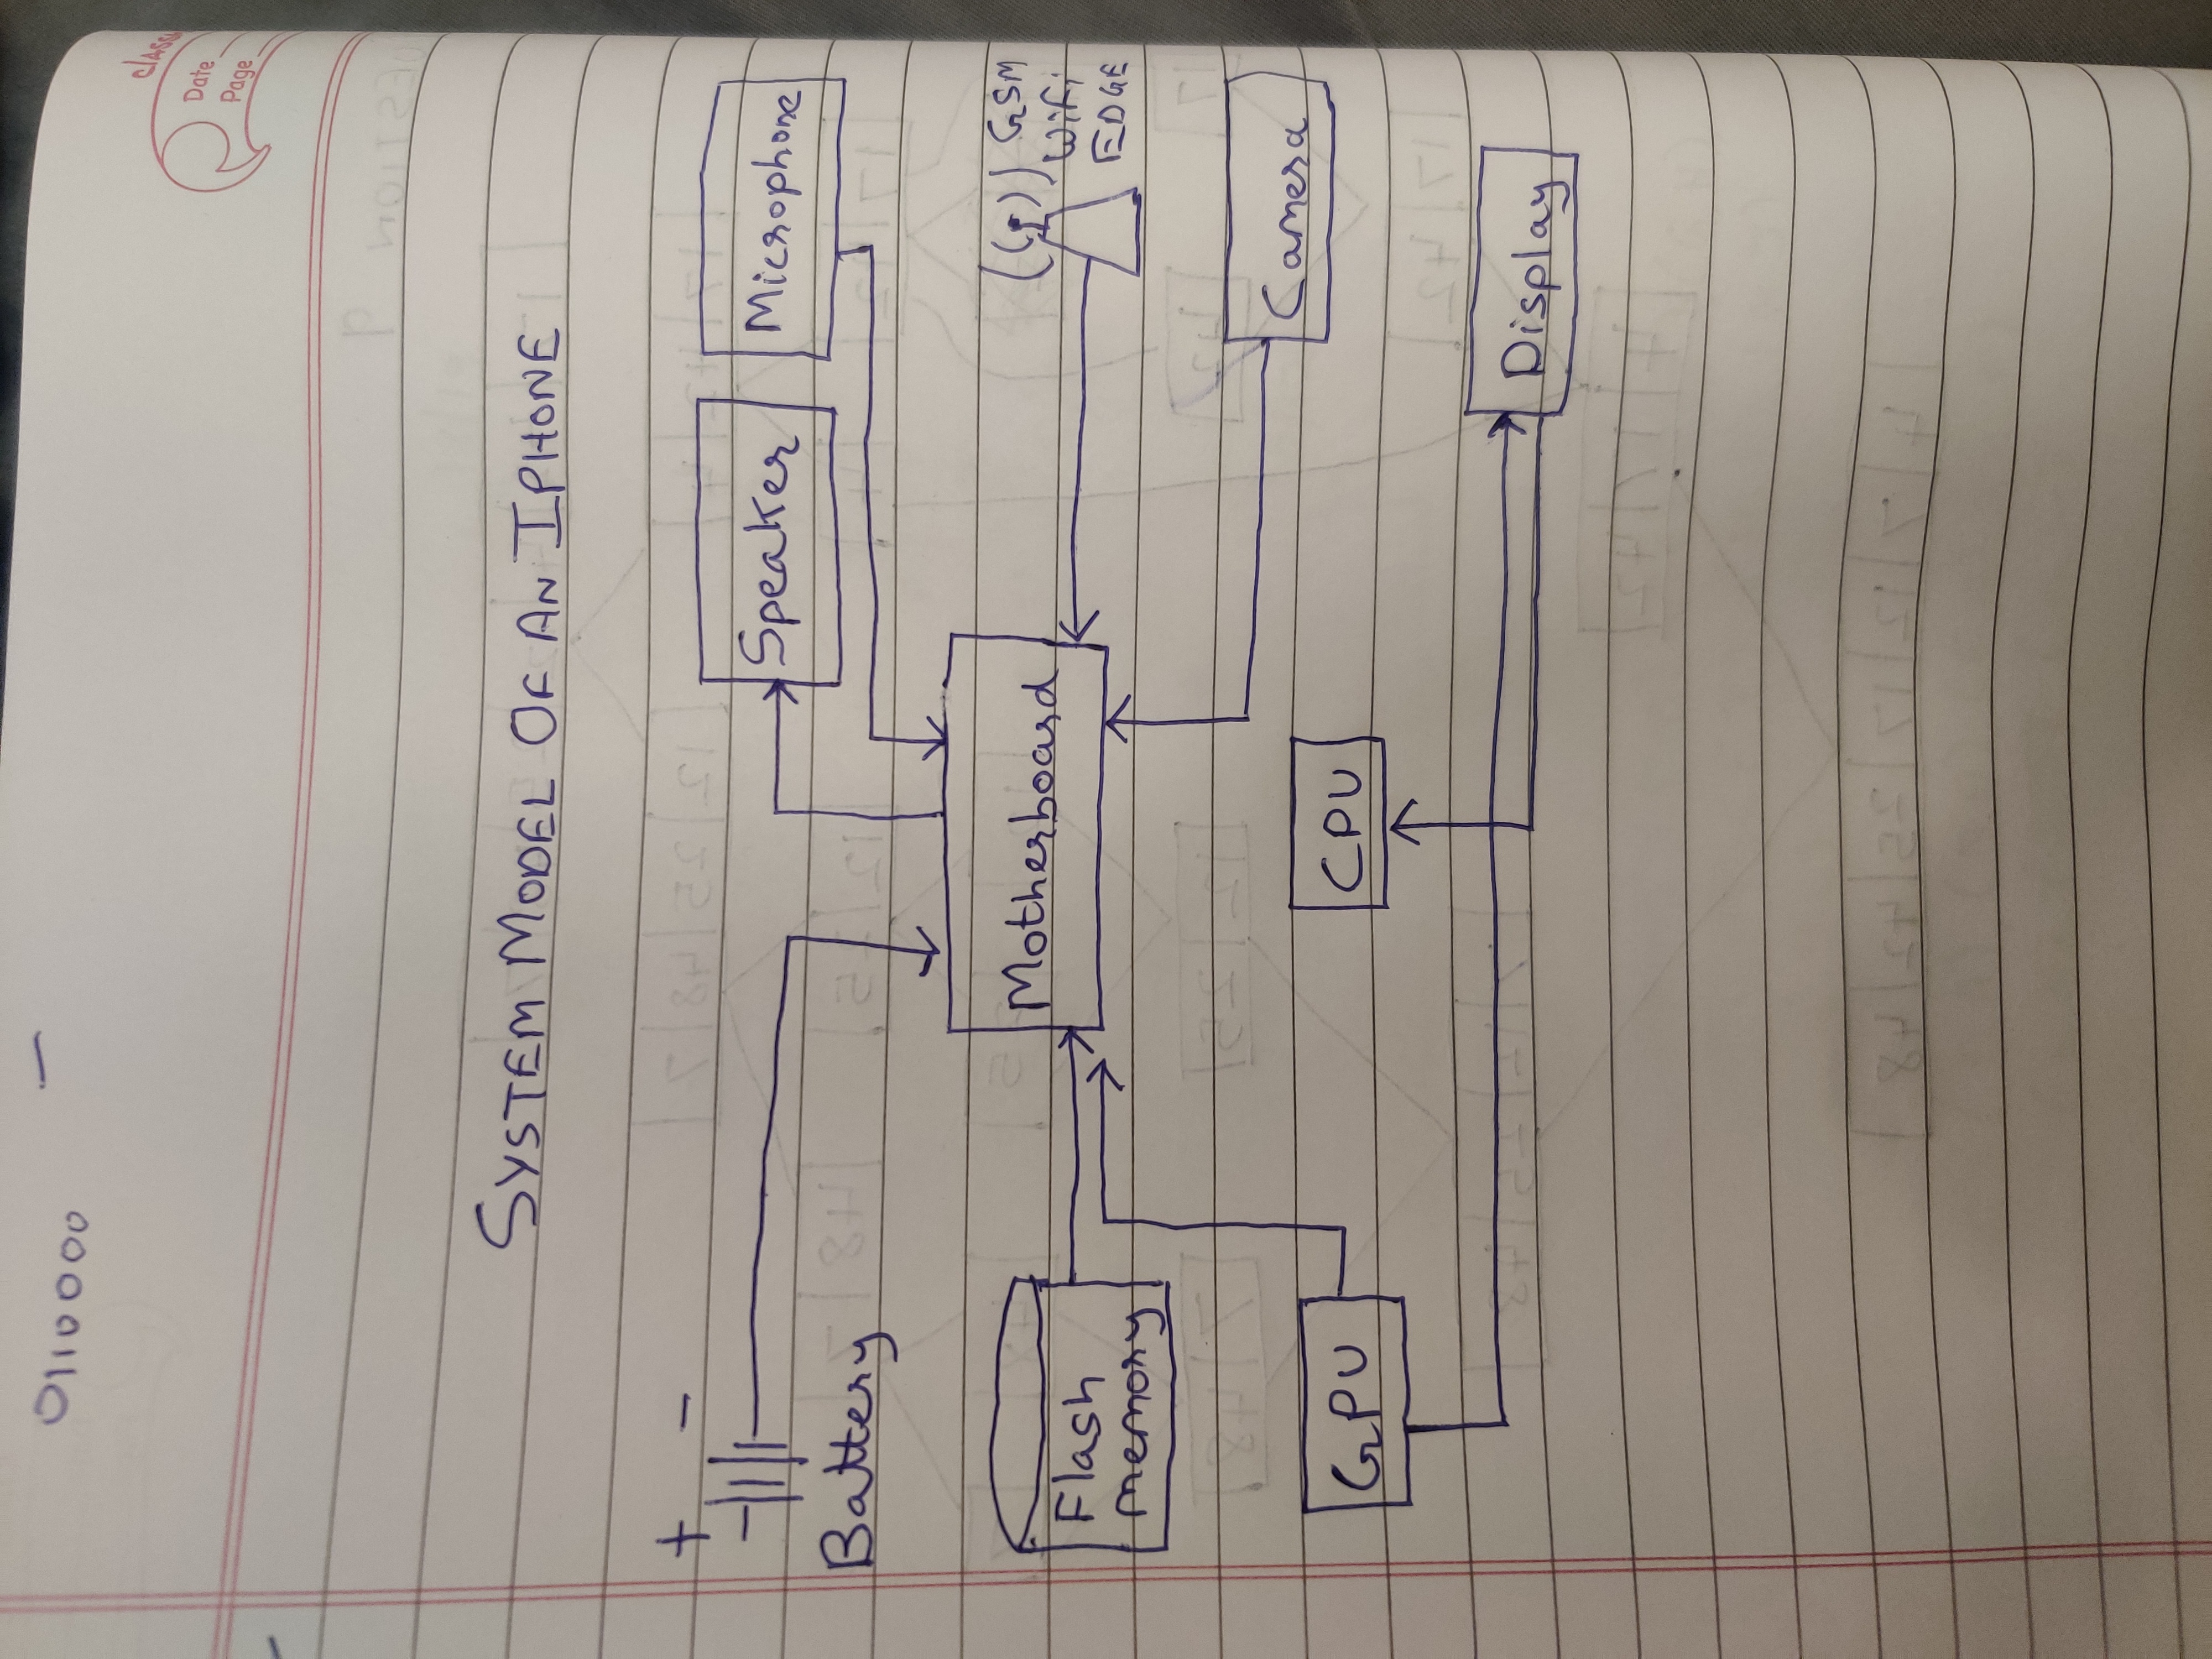 0110000
classm
Date
Page
SYSTEM MODEL OF AN IPHONE
+ -
Battery
Speaker
Microphone
Motherboard
GSM
WiFi
EDGE
Flash
memory
Camera
GPU
CPU
Display